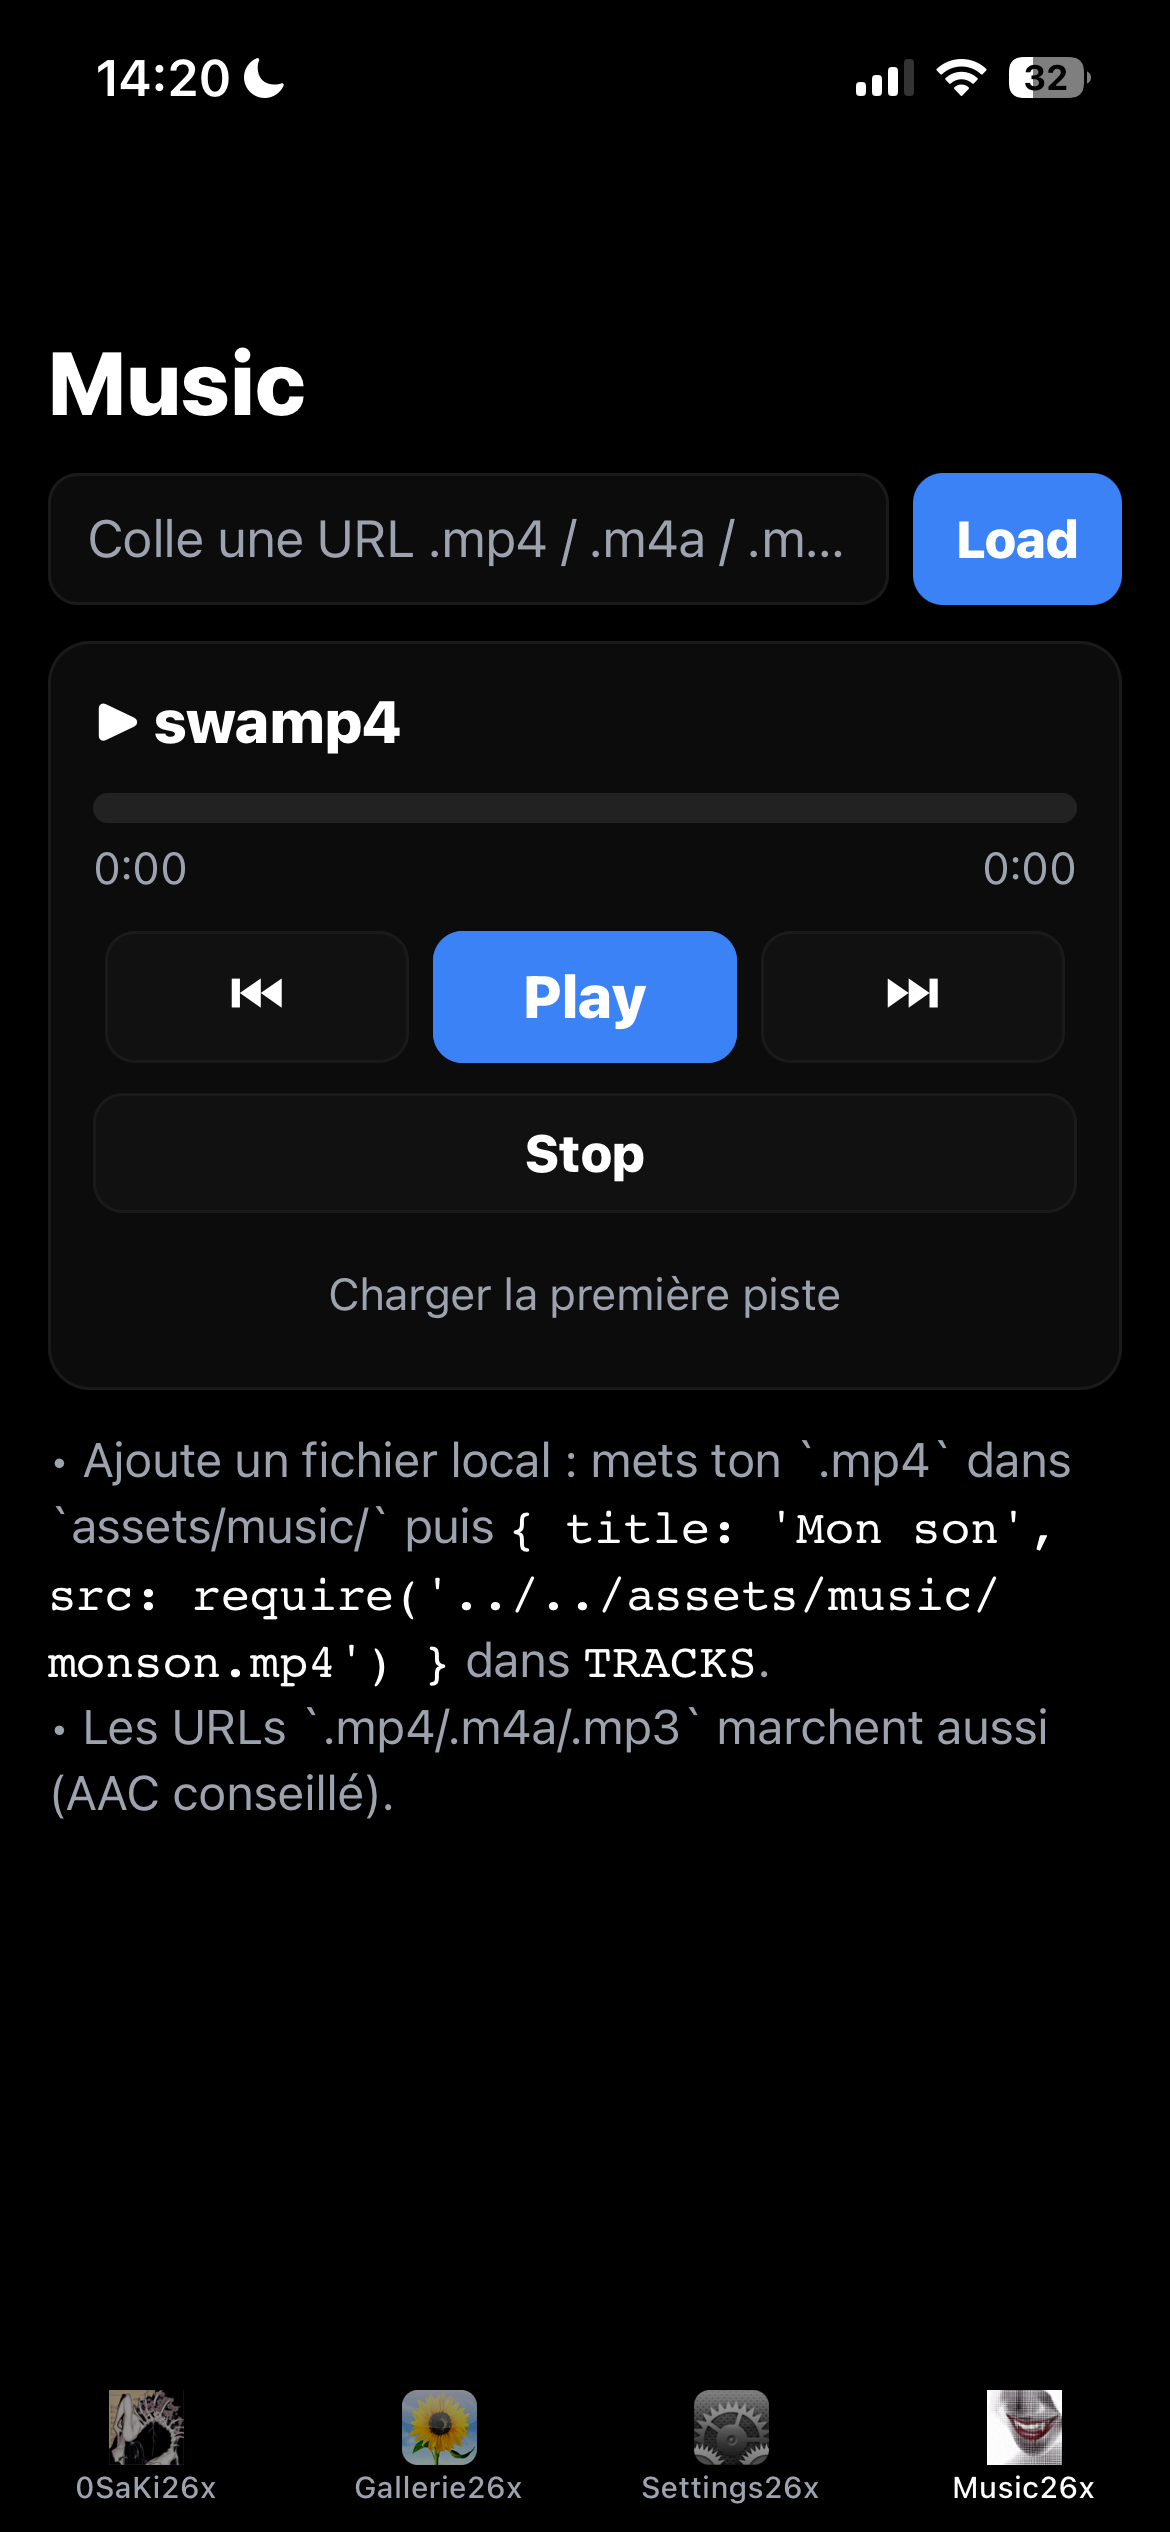 14:20
32
Music
Colle une URL .mp4 / .m4a / .m...
Load
▶ swamp4
0:00
0:00
Play
Stop
Charger la première piste
• Ajoute un fichier local : mets ton `.mp4` dans
`assets/music/` puis { title: 'Mon son',
src: require('../../assets/music/
monson.mp4') } dans TRACKS.
• Les URLs `.mp4/.m4a/.mp3` marchent aussi
(AAC conseillé).
0SaKi26x
Gallerie26x
Settings26x
Music26x